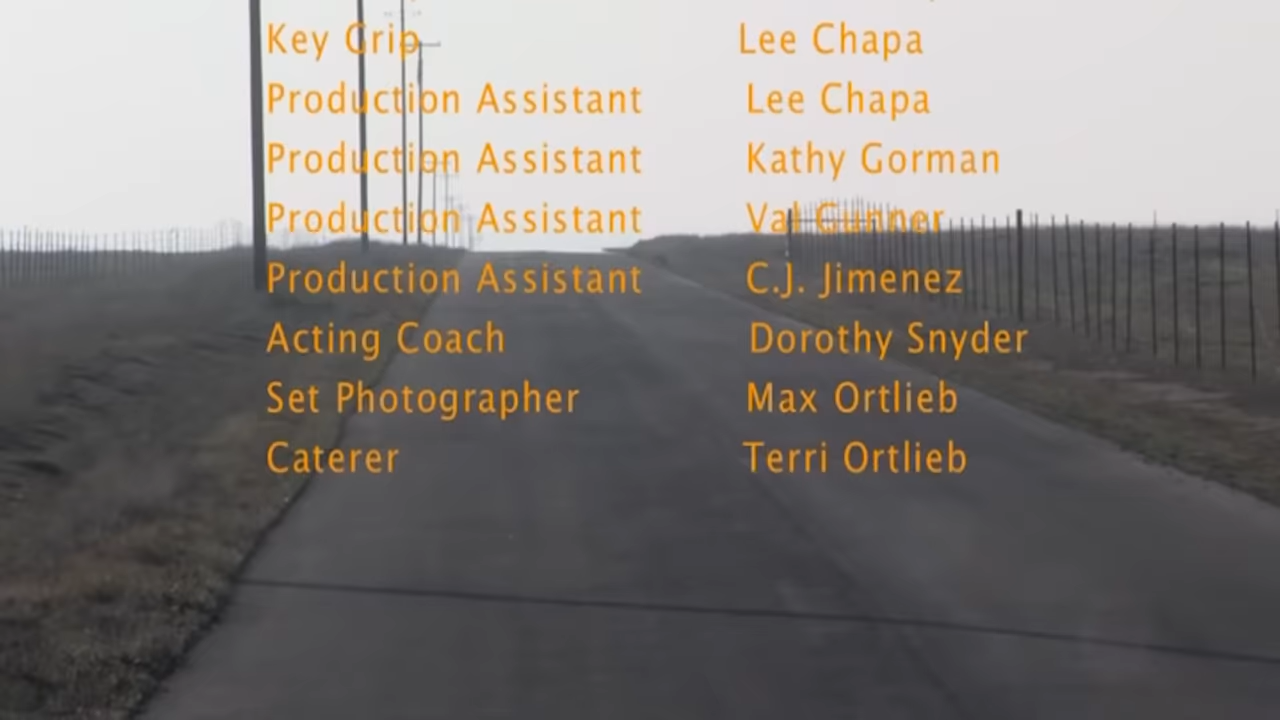 Key Grip Lee Chapa
Production Assistant Lee Chapa
Production Assistant Kathy Gorman
Production Assistant Val Gunner
Production Assistant C.J. Jimenez
Acting Coach Dorothy Snyder
Set Photographer Max Ortlieb
Caterer Terri Ortlieb